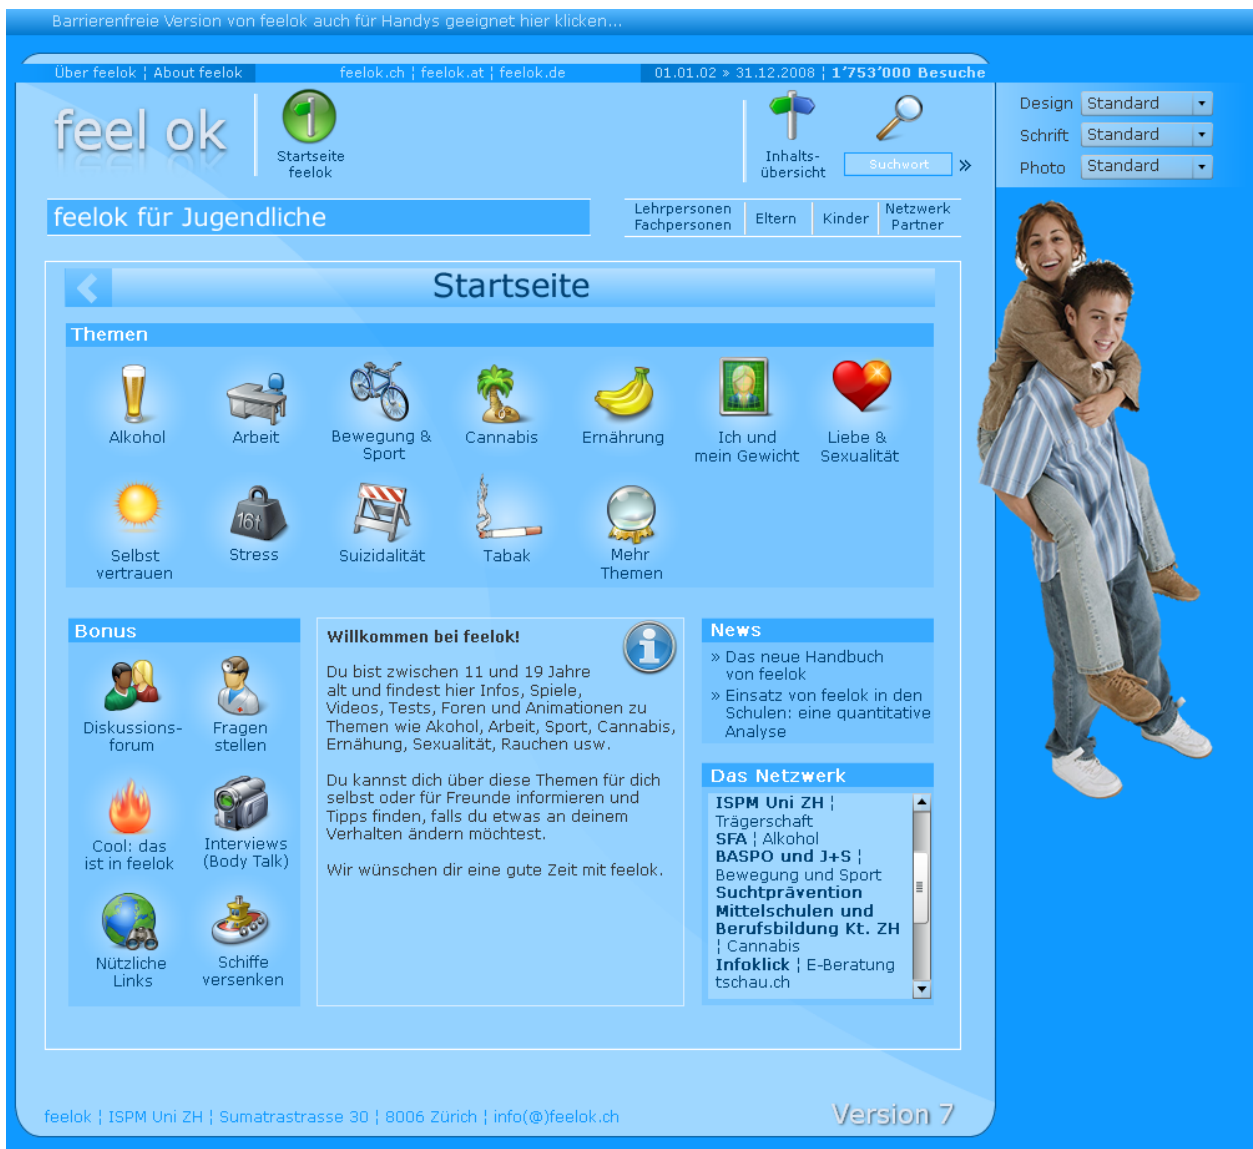 Barrierenfreie Version von feelok auch für Handys geeignet hier klicken...
Über feelok ¦ About feelok
feelok.ch ¦ feelok.at ¦ feelok.de
01.01.02 » 31.12.2008 ¦ 1'753'000 Besuche
feel ok
Startseite
feelok
Inhalts-
übersicht
Suchwort »
Design Standard
Schrift Standard
Photo Standard
feelok für Jugendliche
Lehrpersonen
Fachpersonen
Eltern
Kinder
Netzwerk
Partner
Startseite
Themen
Alkohol
Arbeit
Bewegung &
Sport
Cannabis
Ernährung
Ich und
mein Gewicht
Liebe &
Sexualität
Selbst
vertrauen
16t
Stress
Suizidalität
Tabak
Mehr
Themen
Bonus
Diskussions-
forum
Fragen
stellen
Cool: das
ist in feelok
Interviews
(Body Talk)
Nützliche
Links
Schiffe
versenken
Willkommen bei feelok!
Du bist zwischen 11 und 19 Jahre
alt und findest hier Infos, Spiele,
Videos, Tests, Foren und Animationen zu
Themen wie Akohol, Arbeit, Sport, Cannabis,
Ernähung, Sexualität, Rauchen usw.
Du kannst dich über diese Themen für dich
selbst oder für Freunde informieren und
Tipps finden, falls du etwas an deinem
Verhalten ändern möchtest.
Wir wünschen dir eine gute Zeit mit feelok.
News
» Das neue Handbuch
von feelok
» Einsatz von feelok in den
Schulen: eine quantitative
Analyse
Das Netzwerk
ISPM Uni ZH ¦
Trägerschaft
SFA ¦ Alkohol
BASPO und J+S ¦
Bewegung und Sport
Suchtprävention
Mittelschulen und
Berufsbildung Kt. ZH
¦ Cannabis
Infoklick ¦ E-Beratung
tschau.ch
feelok ¦ ISPM Uni ZH ¦ Sumatrastrasse 30 ¦ 8006 Zürich ¦ info(@)feelok.ch
Version 7